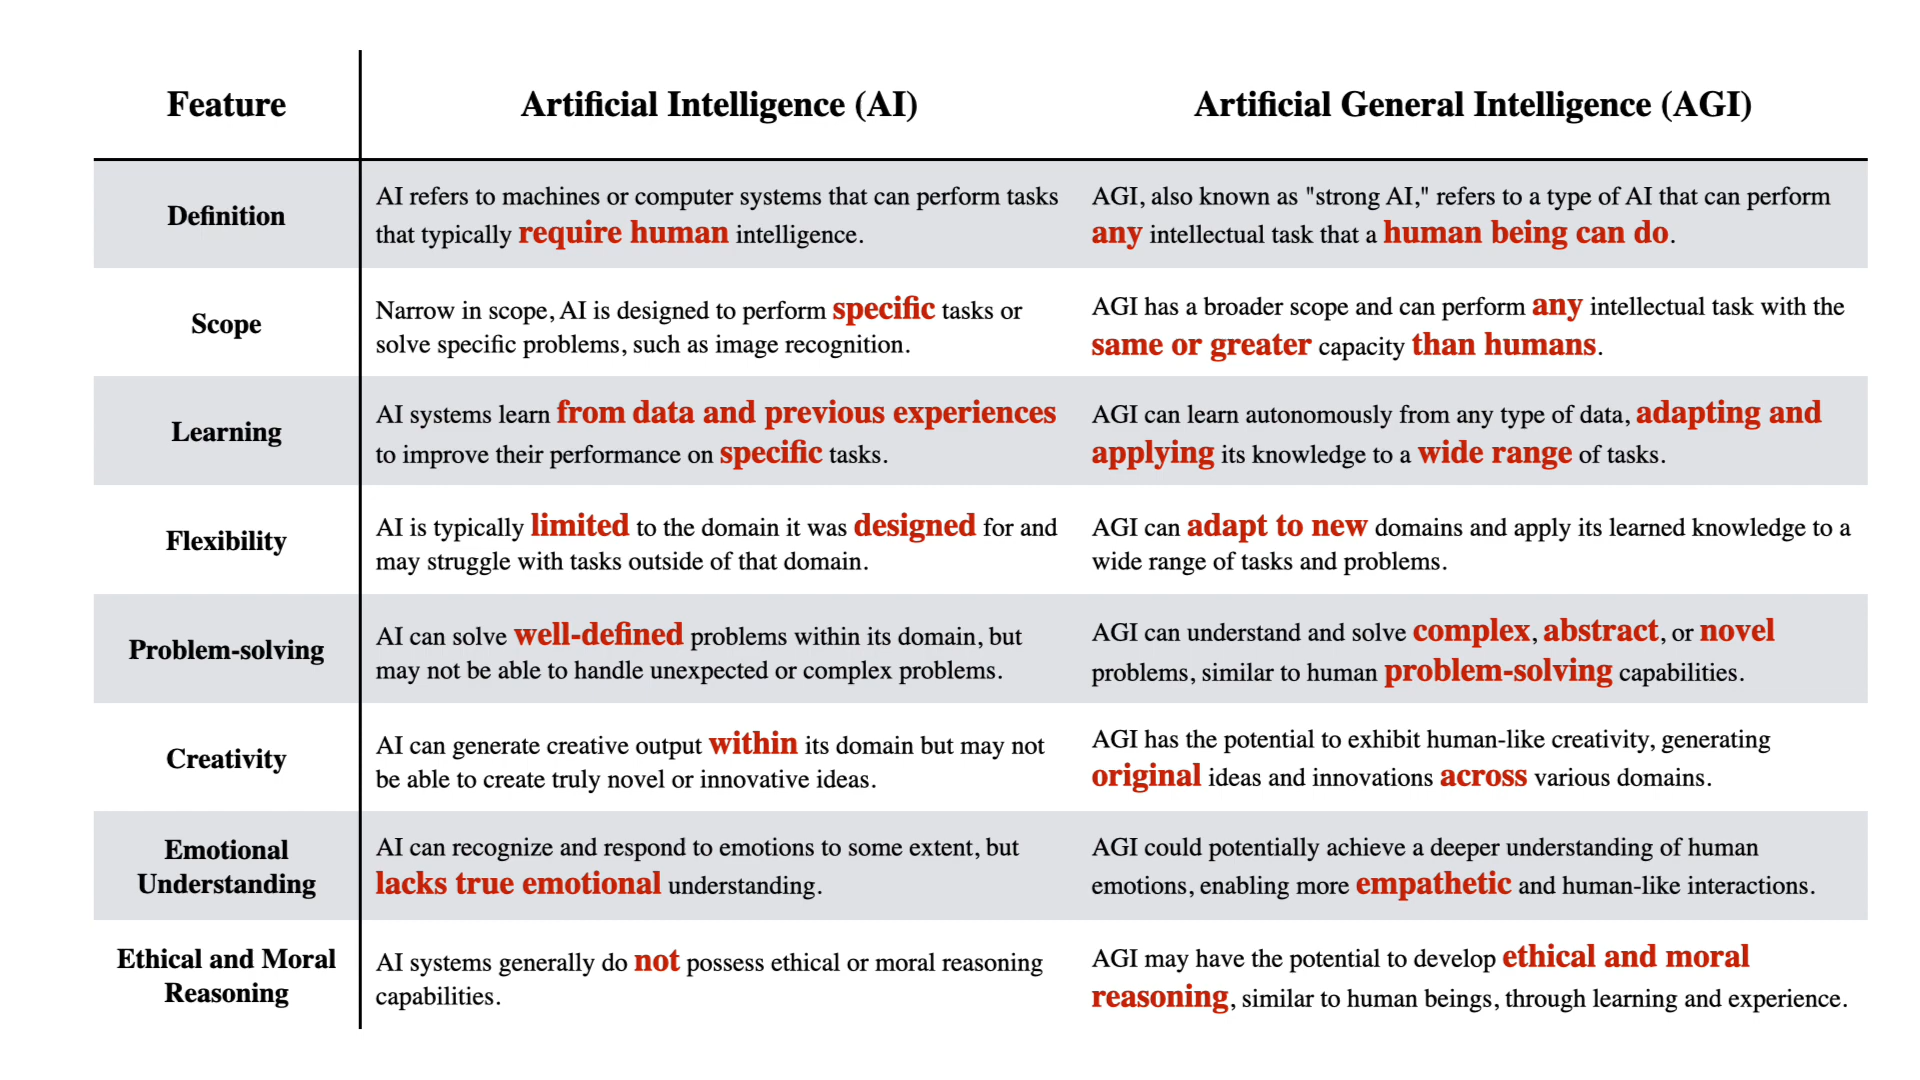 Feature
Artificial Intelligence (AI)
Artificial General Intelligence (AGI)
Definition
AI refers to machines or computer systems that can perform tasks
that typically require human intelligence.
AGI, also known as "strong AI," refers to a type of AI that can perform
any intellectual task that a human being can do.
Scope
Narrow in scope, AI is designed to perform specific tasks or
solve specific problems, such as image recognition.
AGI has a broader scope and can perform any intellectual task with the
same or greater capacity than humans.
Learning
AI systems learn from data and previous experiences
to improve their performance on specific tasks.
AGI can learn autonomously from any type of data, adapting and
applying its knowledge to a wide range of tasks.
Flexibility
AI is typically limited to the domain it was designed for and
may struggle with tasks outside of that domain.
AGI can adapt to new domains and apply its learned knowledge to a
wide range of tasks and problems.
Problem-solving
AI can solve well-defined problems within its domain, but
may not be able to handle unexpected or complex problems.
AGI can understand and solve complex, abstract, or novel
problems, similar to human problem-solving capabilities.
Creativity
AI can generate creative output within its domain but may not
be able to create truly novel or innovative ideas.
AGI has the potential to exhibit human-like creativity, generating
original ideas and innovations across various domains.
Emotional
Understanding
AI can recognize and respond to emotions to some extent, but
lacks true emotional understanding.
AGI could potentially achieve a deeper understanding of human
emotions, enabling more empathetic and human-like interactions.
Ethical and Moral
Reasoning
AI systems generally do not possess ethical or moral reasoning
capabilities.
AGI may have the potential to develop ethical and moral
reasoning, similar to human beings, through learning and experience.